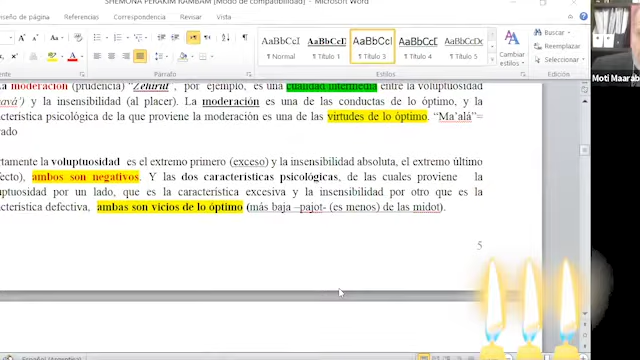 SHEMONA PERAKIM RAMBAM [Modo de compatibilidad] - Microsoft Word
Referencias Correspondencia Revisar Vista
AaBbCcI AaBbCcI AaBbCcI AaBbCcI AaBbCcDc
¶ Normal ¶ Título 1 ¶ Título 3 ¶ Título 4 ¶ Título 5
Cambiar
Buscar
Reemplazar
Seleccionar
Párrafo Estilos Edición
La moderación (prudencia) "Zehirut", por ejemplo, es una cualidad intermedia entre la voluptuosidad
y la insensibilidad (al placer). La moderación es una de las conductas de lo óptimo, y la
característica psicológica de la que proviene la moderación es una de las virtudes de lo óptimo. "Ma'alá"=
la voluptuosidad es el extremo primero (exceso) y la insensibilidad absoluta, el extremo último
ambos son negativos. Y las dos características psicológicas, de las cuales proviene la
por un lado, que es la característica excesiva y la insensibilidad por otro que es la
defectiva, ambas son vicios de lo óptimo (más baja –pajot- (es menos) de las midot).
5
Español (Argentina)
Moti Maarab